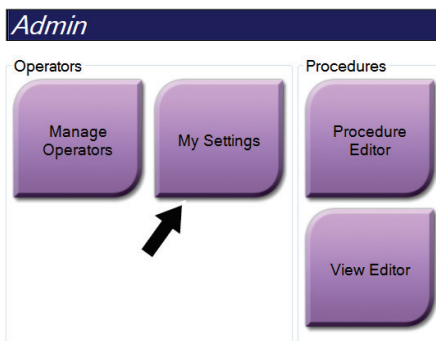 Admin
Operators
Manage
Operators
My Settings
Procedures
Procedure
Editor
View Editor